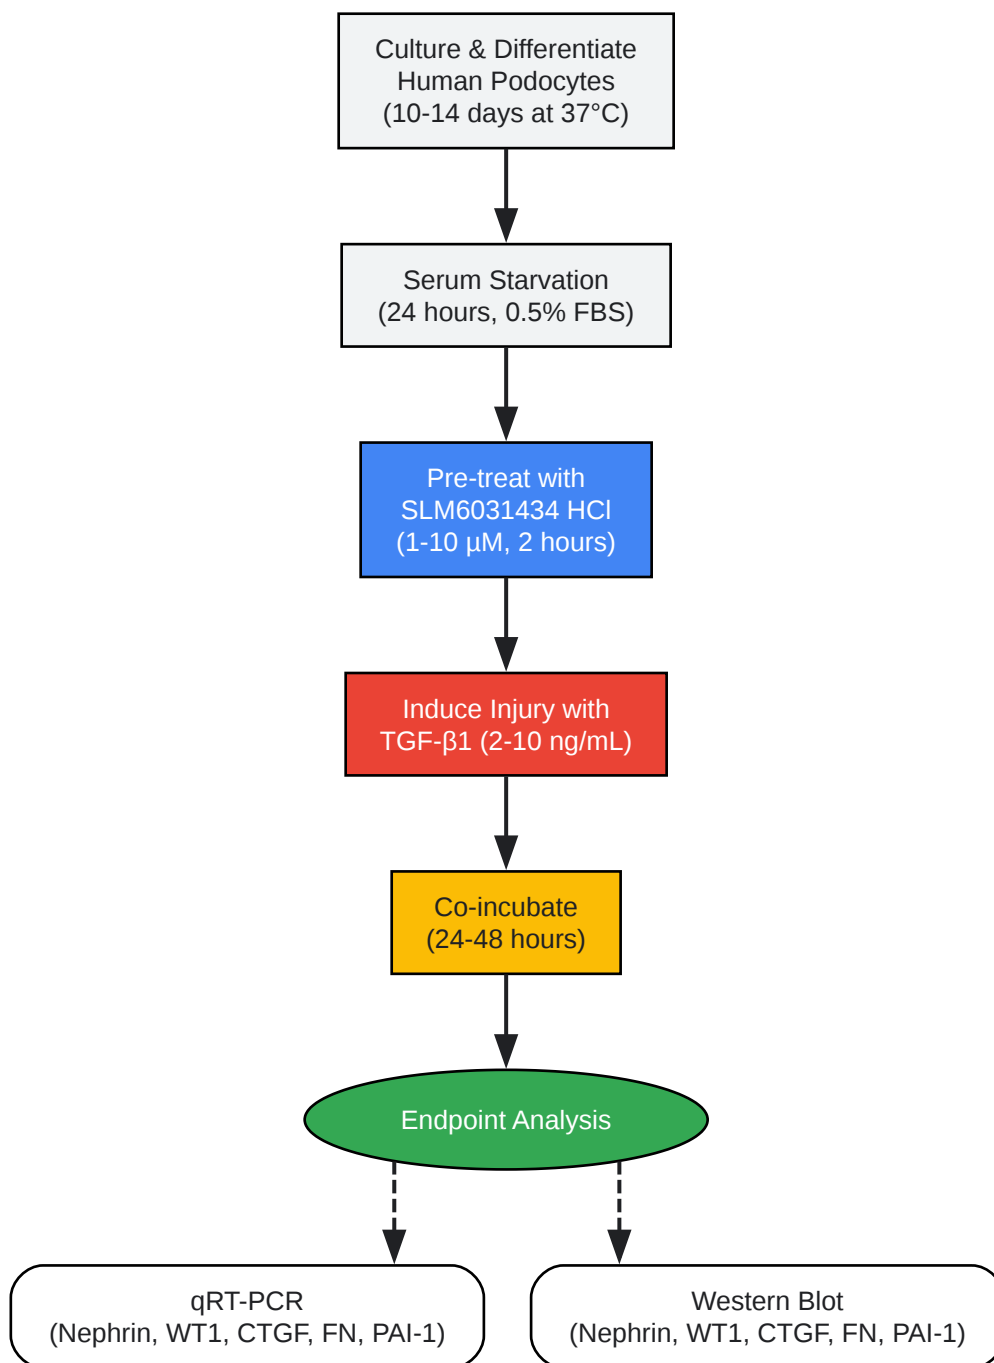 Culture & Differentiate
Human Podocytes
(10-14 days at 37°C)
Serum Starvation
(24 hours, 0.5% FBS)
Pre-treat with
SLM6031434 HCl
(1-10 µM, 2 hours)
Induce Injury with
TGF-β1 (2-10 ng/mL)
Co-incubate
(24-48 hours)
Endpoint Analysis
qRT-PCR
(Nephrin, WT1, CTGF, FN, PAI-1)
Western Blot
(Nephrin, WT1, CTGF, FN, PAI-1)